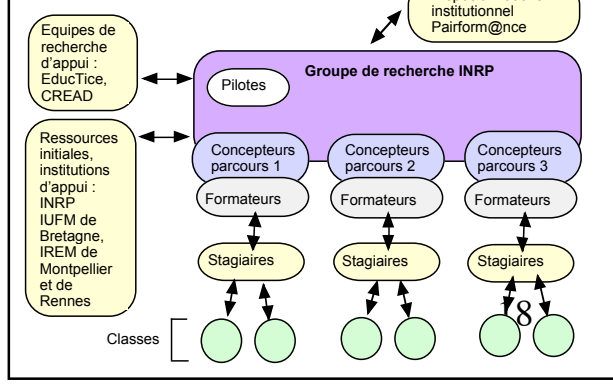 institutionnel
Pairform@nce
Equipes de
recherche
d'appui :
EducTice,
CREAD
Groupe de recherche INRP
Pilotes
Ressources
initiales,
institutions
d'appui :
INRP
IUFM de
Bretagne,
IREM de
Montpellier
et de
Rennes
Concepteurs
parcours 1
Concepteurs
parcours 2
Concepteurs
parcours 3
Formateurs
Formateurs
Formateurs
Stagiaires
Stagiaires
Stagiaires
18
Classes